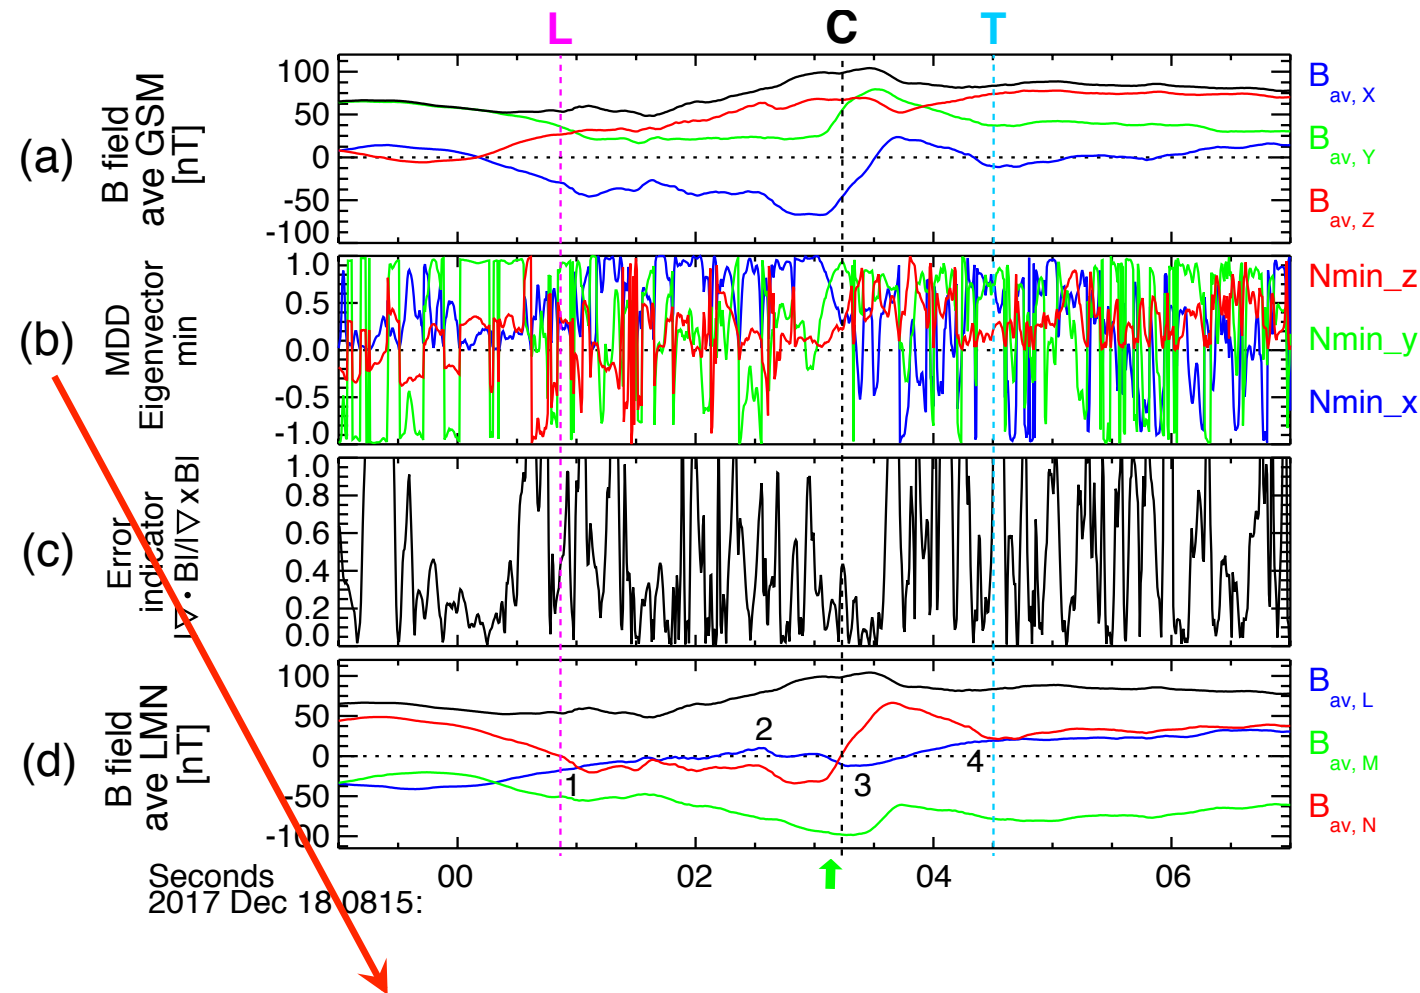 L C T
(a)
B field
ave GSM
[nT]
100
50
0
-50
-100
B av, X
B av, Y
B av, Z
(b)
MDD
Eigenvector
min
1.0
0.5
0.0
-0.5
-1.0
Nmin_z
Nmin_y
Nmin_x
(c)
Error
indicator
|∇·B|/|∇xB|
1.0
0.8
0.6
0.4
0.2
0.0
(d)
B field
ave LMN
[nT]
100
50
0
-50
-100
1
2
3
4
B av, L
B av, M
B av, N
Seconds 00 02 04 06
2017 Dec 18 0815: